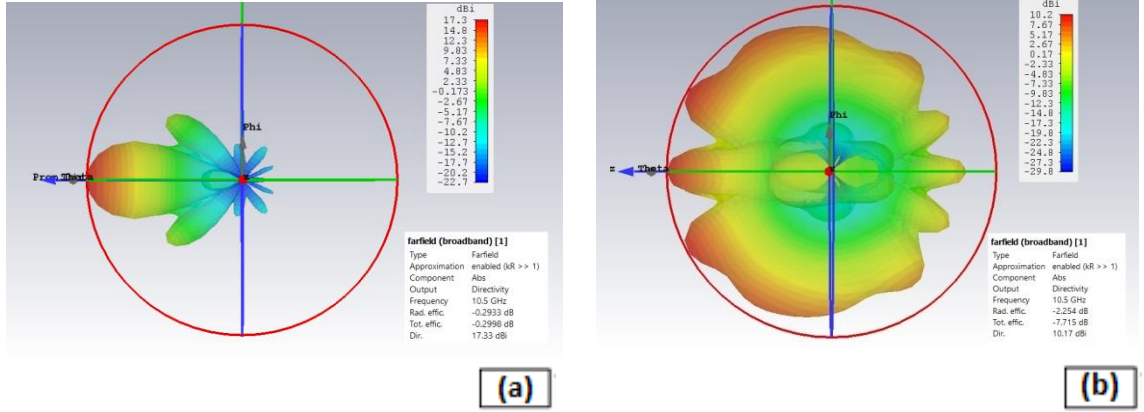 dBi
17.3
14.8
12.3
9.83
7.33
4.83
2.33
-0.173
-2.67
-5.17
-7.67
-10.2
-12.7
-15.2
-17.7
-20.2
-22.7
Phi
Theta
farfield (broadband) [1]
Type Farfield
Approximation enabled (kR >> 1)
Component Abs
Output Directivity
Frequency 10.5 GHz
Rad. effic. -0.2933 dB
Tot. effic. -0.2998 dB
Dir. 17.33 dBi
(a)
dBi
10.2
7.67
5.17
2.67
0.17
-2.33
-4.83
-7.33
-9.83
-12.3
-14.8
-17.3
-19.8
-22.3
-24.8
-27.3
-29.8
Phi
z
Theta
farfield (broadband) [1]
Type Farfield
Approximation enabled (kR >> 1)
Component Abs
Output Directivity
Frequency 10.5 GHz
Rad. effic. -2.254 dB
Tot. effic. -7.715 dB
Dir. 10.17 dBi
(b)